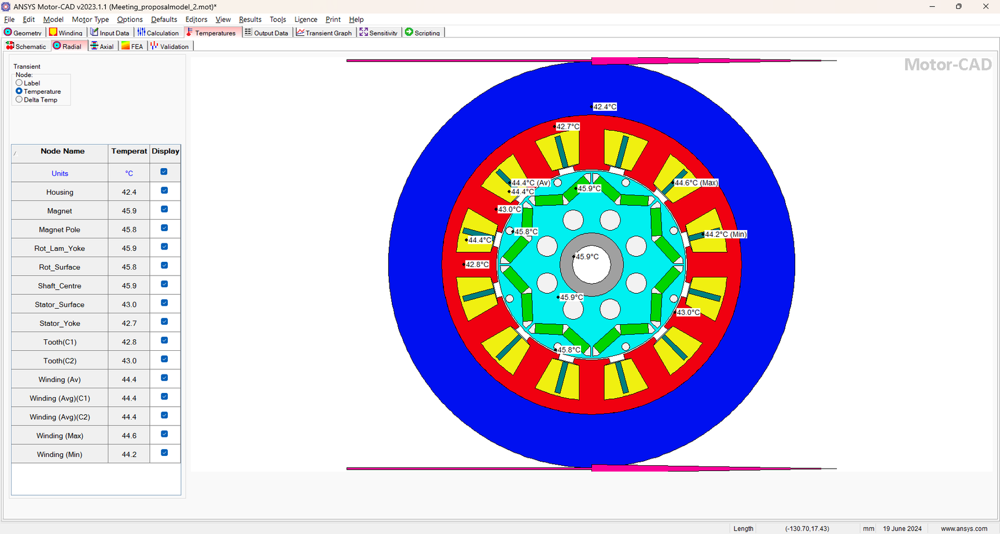 ANSYS Motor-CAD v2023.1.1 (Meeting_proposalmodel_2.mot)*
File Edit Model Motor Type Options Defaults Editors View Results Tools Licence Print Help
Geometry Winding Input Data Calculation Temperatures Output Data Transient Graph Sensitivity Scripting
Schematic Radial Axial FEA Validation
Transient
Node:
Label
Temperature
Delta Temp
Node Name Temperat Display
Units °C
Housing 42.4
Magnet 45.9
Magnet Pole 45.8
Rot_Lam_Yoke 45.9
Rot_Surface 45.8
Shaft_Centre 45.9
Stator_Surface 43.0
Stator_Yoke 42.7
Tooth(C1) 42.8
Tooth(C2) 43.0
Winding (Av) 44.4
Winding (Avg)(C1) 44.4
Winding (Avg)(C2) 44.4
Winding (Max) 44.6
Winding (Min) 44.2
Motor-CAD
42.4°C
42.7°C
44.4°C (Av)
44.6°C (Max)
45.9°C
44.4°C
43.0°C
45.8°C
44.2°C (Min)
44.4°C
45.9°C
42.8°C
45.9°C
43.0°C
45.8°C
Length (-130.70,17.43) mm 19 June 2024 www.ansys.com